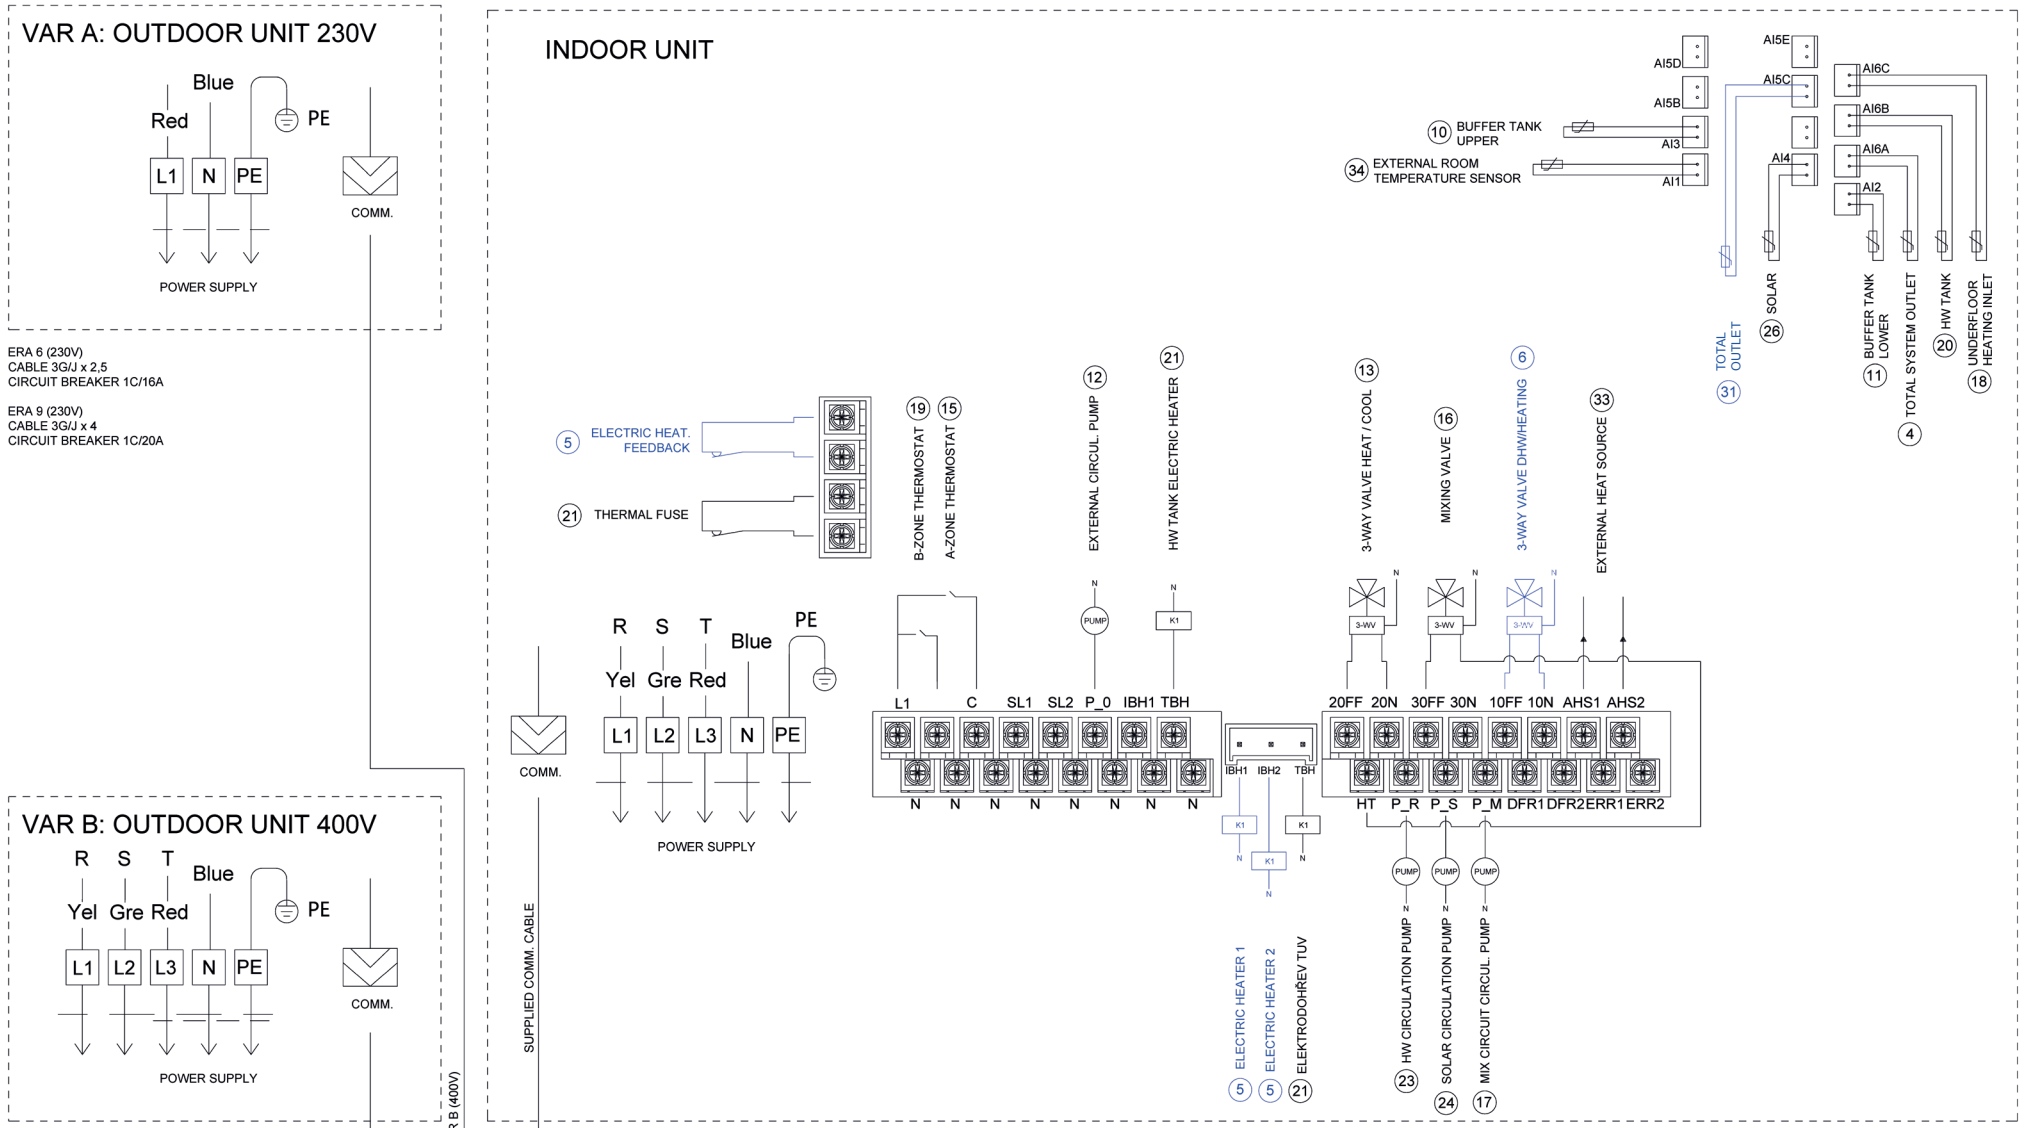 VAR A: OUTDOOR UNIT 230V
Blue
Red
PE
L1
N
PE
COMM.
POWER SUPPLY
ERA 6 (230V)
CABLE 3G/J x 2,5
CIRCUIT BREAKER 1C/16A
ERA 9 (230V)
CABLE 3G/J x 4
CIRCUIT BREAKER 1C/20A
VAR B: OUTDOOR UNIT 400V
R
S
T
Blue
Yel
Gre
Red
PE
L1
L2
L3
N
PE
COMM.
POWER SUPPLY
R B (400V)
INDOOR UNIT
AI5D
AI5B
AI3
AI1
AI5E
AI5C
AI4
AI6C
AI6B
AI6A
AI2
10
BUFFER TANK
UPPER
34
EXTERNAL ROOM
TEMPERATURE SENSOR
TOTAL
OUTLET
31
SOLAR
26
BUFFER TANK
LOWER
11
TOTAL SYSTEM OUTLET
4
HW TANK
20
UNDERFLOOR
HEATING INLET
18
5
ELECTRIC HEAT.
FEEDBACK
21
THERMAL FUSE
19
B-ZONE THERMOSTAT
15
A-ZONE THERMOSTAT
12
EXTERNAL CIRCUL. PUMP
21
HW TANK ELECTRIC HEATER
13
3-WAY VALVE HEAT / COOL
16
MIXING VALVE
6
3-WAY VALVE DHW/HEATING
33
EXTERNAL HEAT SOURCE
N
PUMP
N
K1
N
3-WV
N
3-WV
N
3-WV
R
S
T
Blue
PE
Yel
Gre
Red
L1
L2
L3
N
PE
COMM.
POWER SUPPLY
SUPPLIED COMM. CABLE
L1
C
SL1
SL2
P_0
IBH1
TBH
N
N
N
N
N
N
N
N
IBH1
IBH2
TBH
K1
K1
K1
N
N
N
ELECTRIC HEATER 1
5
ELECTRIC HEATER 2
5
ELEKTRODOHŘEV TUV
21
20FF
20N
30FF
30N
10FF
10N
AHS1
AHS2
HT
P_R
P_S
P_M
DFR1
DFR2
ERR1
ERR2
PUMP
PUMP
PUMP
N
N
N
HW CIRCULATION PUMP
23
SOLAR CIRCULATION PUMP
24
MIX CIRCUIT CIRCUL. PUMP
17